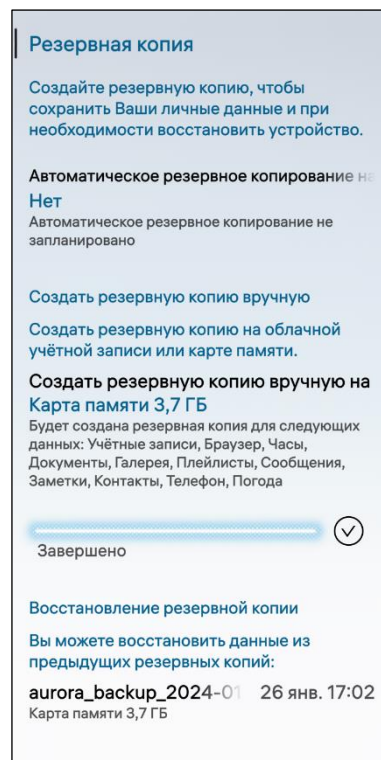 Резервная копия
Создайте резервную копию, чтобы
сохранить Ваши личные данные и при
необходимости восстановить устройство.
Автоматическое резервное копирование на
Нет
Автоматическое резервное копирование не
запланировано
Создать резервную копию вручную
Создать резервную копию на облачной
учётной записи или карте памяти.
Создать резервную копию вручную на
Карта памяти 3,7 ГБ
Будет создана резервная копия для следующих
данных: Учётные записи, Браузер, Часы,
Документы, Галерея, Плейлисты, Сообщения,
Заметки, Контакты, Телефон, Погода
Завершено
Восстановление резервной копии
Вы можете восстановить данные из
предыдущих резервных копий:
aurora_backup_2024-01 26 янв. 17:02
Карта памяти 3,7 ГБ